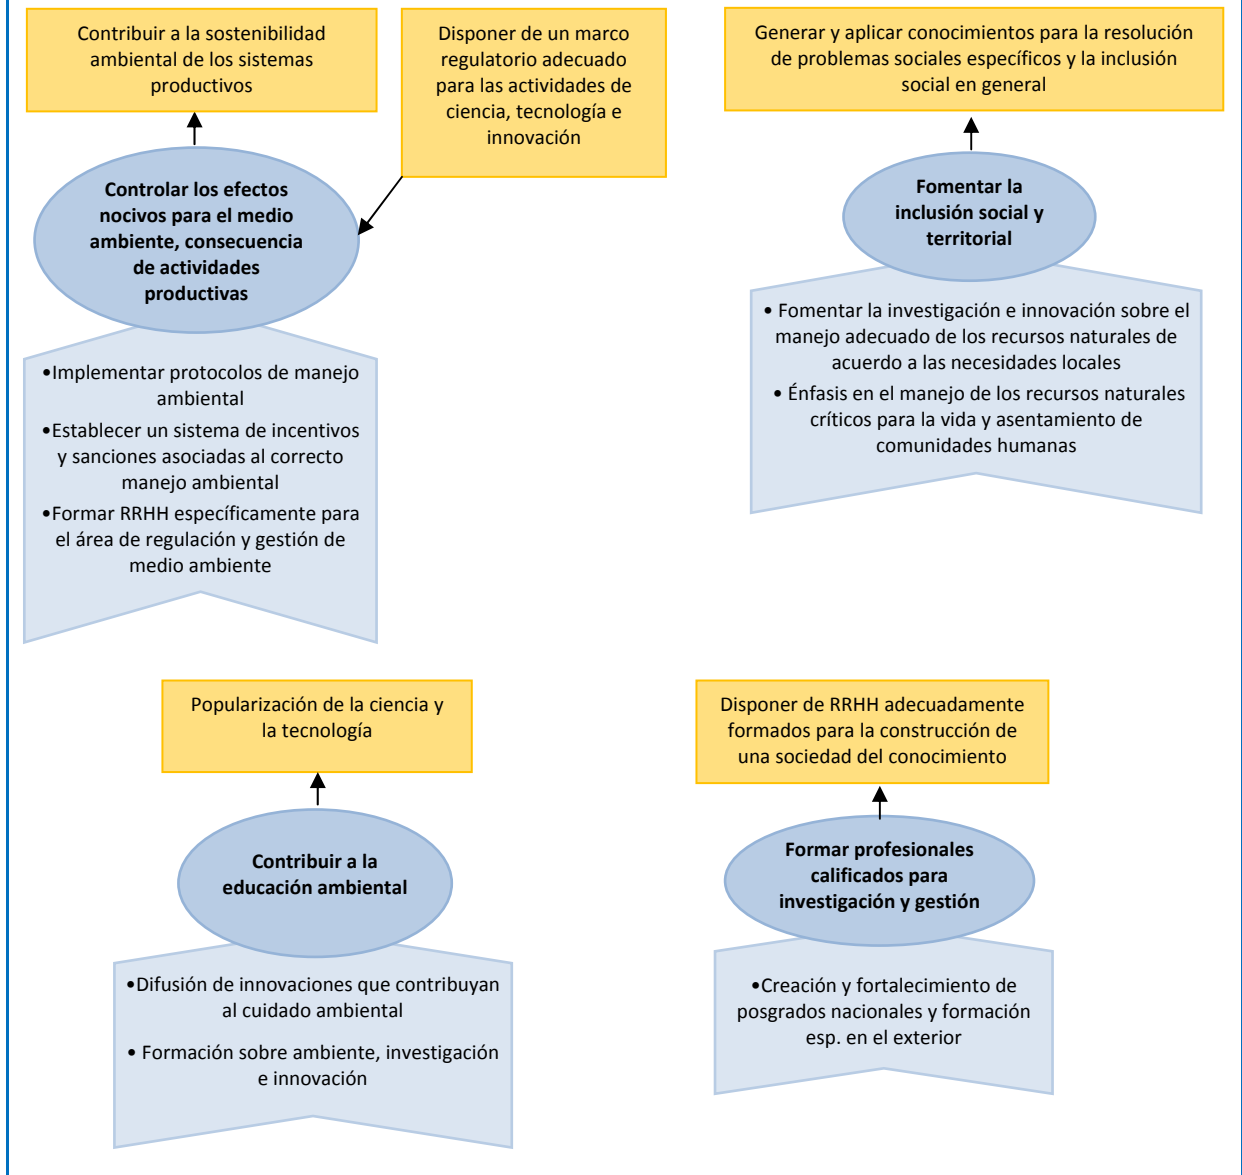 Contribuir a la sostenibilidad
ambiental de los sistemas
productivos
Disponer de un marco
regulatorio adecuado
para las actividades de
ciencia, tecnología e
innovación
Controlar los efectos
nocivos para el medio
ambiente, consecuencia
de actividades
productivas
•Implementar protocolos de manejo
ambiental
•Establecer un sistema de incentivos
y sanciones asociadas al correcto
manejo ambiental
•Formar RRHH específicamente para
el área de regulación y gestión de
medio ambiente
Generar y aplicar conocimientos para la resolución
de problemas sociales específicos y la inclusión
social en general
Fomentar la
inclusión social y
territorial
• Fomentar la investigación e innovación sobre el
manejo adecuado de los recursos naturales de
acuerdo a las necesidades locales
• Énfasis en el manejo de los recursos naturales
críticos para la vida y asentamiento de
comunidades humanas
Popularización de la ciencia y
la tecnología
Contribuir a la
educación ambiental
•Difusión de innovaciones que contribuyan
al cuidado ambiental
• Formación sobre ambiente, investigación
e innovación
Disponer de RRHH adecuadamente
formados para la construcción de
una sociedad del conocimiento
Formar profesionales
calificados para
investigación y gestión
•Creación y fortalecimiento de
posgrados nacionales y formación
esp. en el exterior